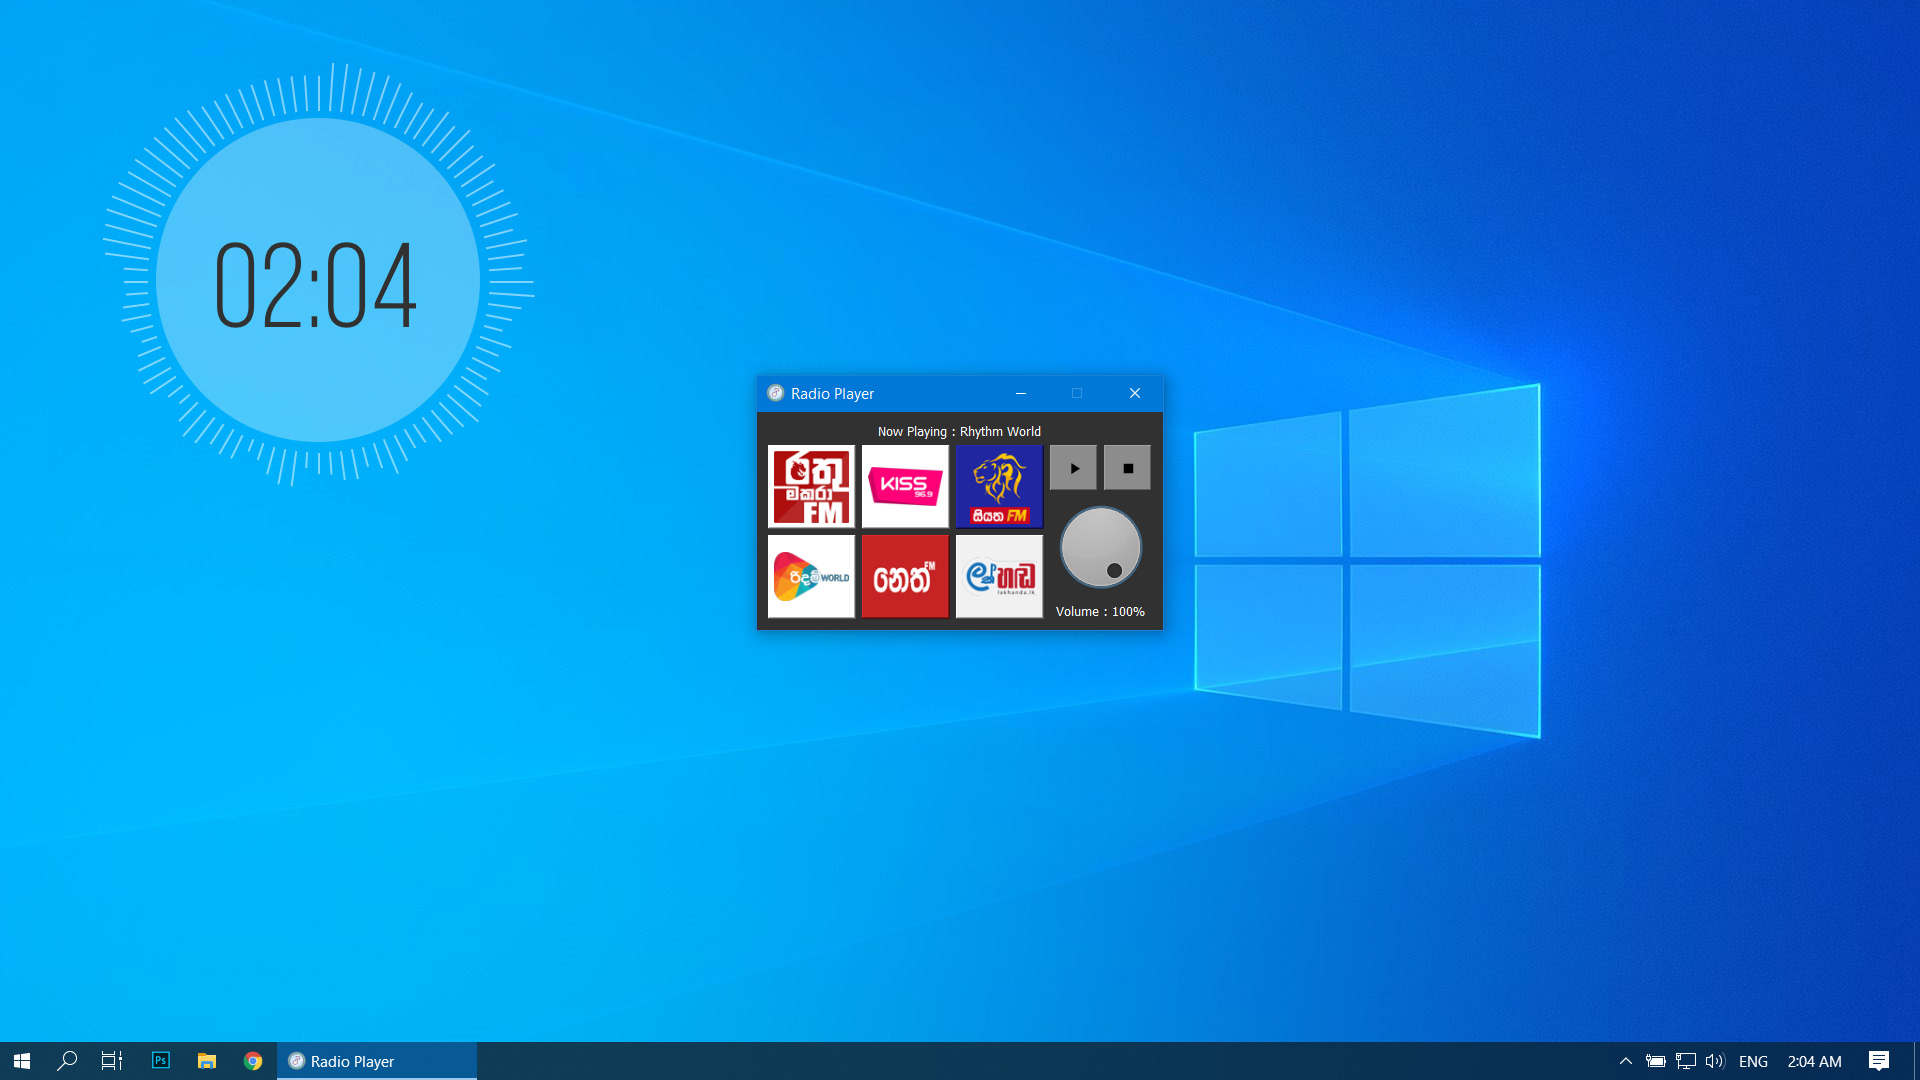 02:04
Radio Player
Now Playing : Rhythm World
රතු
මකරා
FM
KISS
96.9
සියත FM
රිදම් WORLD
නෙත් FM
ලක්හඬ
lakhanda.lk
Volume : 100%
Ps
Radio Player
ENG
2:04 AM